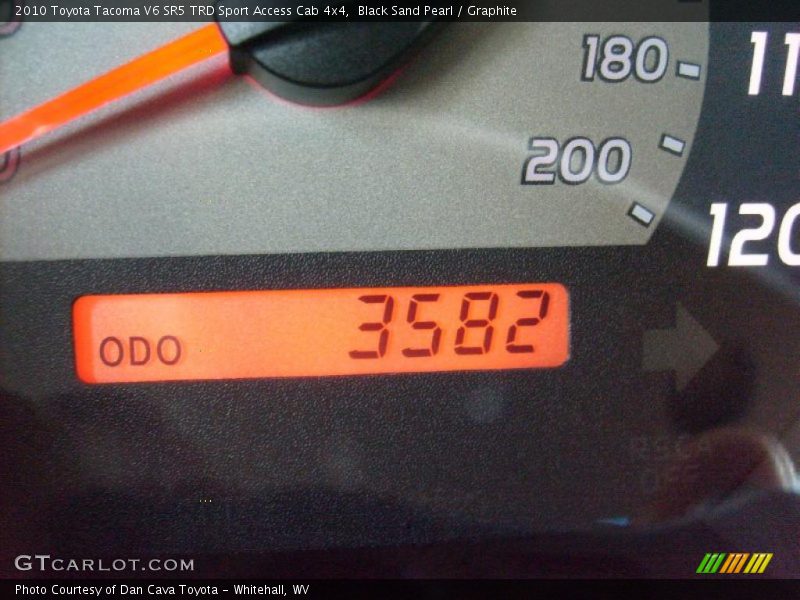 2010 Toyota Tacoma V6 SR5 TRD Sport Access Cab 4x4, Black Sand Pearl / Graphite
180
200
120
ODO 3582
GTCARLOT.COM
Photo Courtesy of Dan Cava Toyota - Whitehall, WV